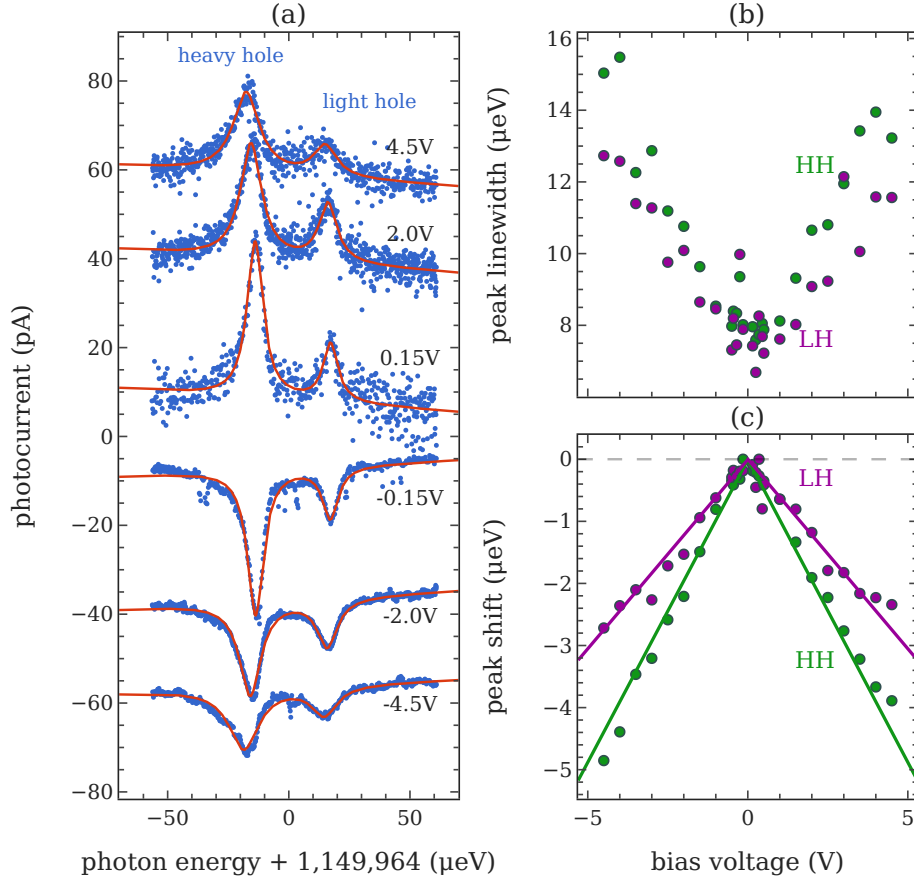 (a)
heavy hole
light hole
4.5V
2.0V
0.15V
-0.15V
-2.0V
-4.5V
80
60
40
20
0
−20
−40
−60
−80
photocurrent (pA)
−50
0
50
photon energy + 1,149,964 (μeV)
(b)
16
14
12
10
8
peak linewidth (μeV)
HH
LH
(c)
0
−1
−2
−3
−4
−5
peak shift (μeV)
LH
HH
−5
0
5
bias voltage (V)